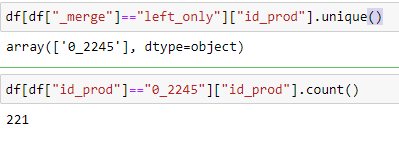 df[df["_merge"]=="left_only"]["id_prod"].unique()
array(['0_2245'], dtype=object)
df[df["id_prod"]=="0_2245"]["id_prod"].count()
221